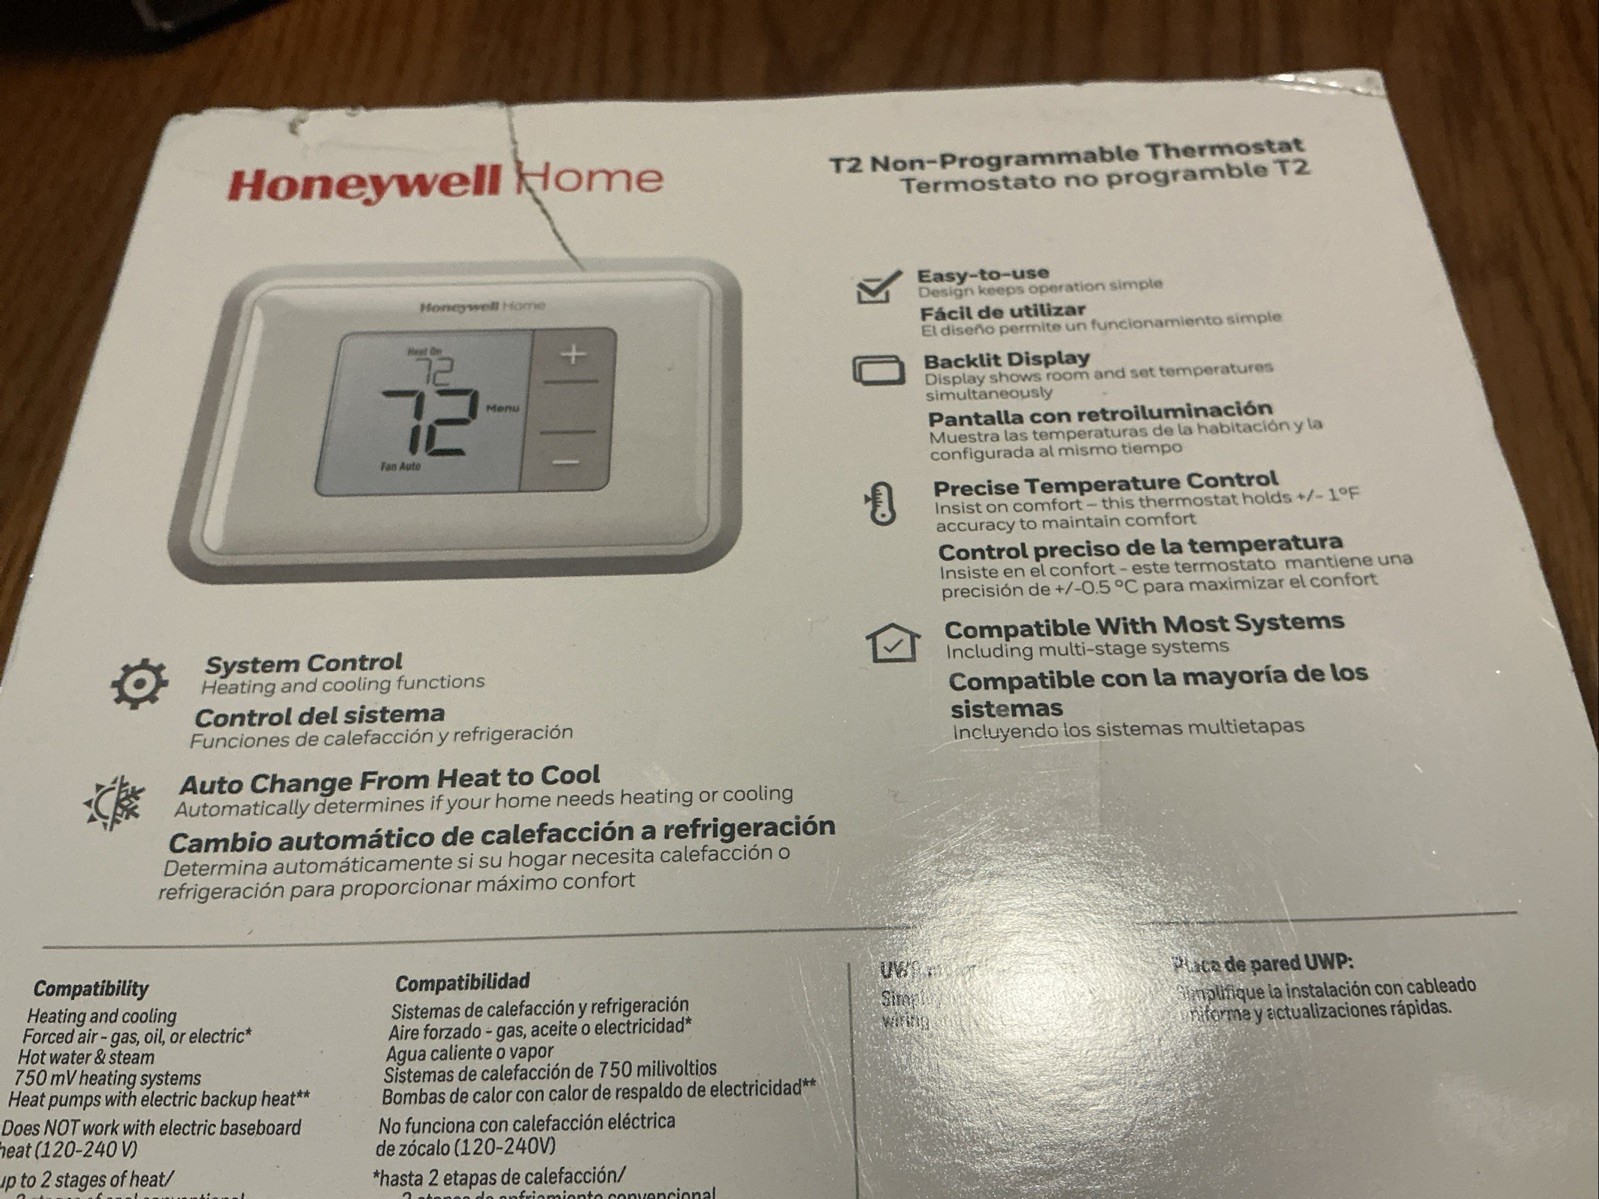 Honeywell Home
T2 Non-Programmable Thermostat
Termostato no programble T2
Honeywell Home
Heat On
72
72
Menu
Fan Auto
+
−
Easy-to-use
Design keeps operation simple
Fácil de utilizar
El diseño permite un funcionamiento simple
Backlit Display
Display shows room and set temperatures
simultaneously
Pantalla con retroiluminación
Muestra las temperaturas de la habitación y la
configurada al mismo tiempo
Precise Temperature Control
Insist on comfort – this thermostat holds +/- 1°F
accuracy to maintain comfort
Control preciso de la temperatura
Insiste en el confort - este termostato mantiene una
precisión de +/-0.5 °C para maximizar el confort
Compatible With Most Systems
Including multi-stage systems
Compatible con la mayoría de los
sistemas
Incluyendo los sistemas multietapas
System Control
Heating and cooling functions
Control del sistema
Funciones de calefacción y refrigeración
Auto Change From Heat to Cool
Automatically determines if your home needs heating or cooling
Cambio automático de calefacción a refrigeración
Determina automáticamente si su hogar necesita calefacción o
refrigeración para proporcionar máximo confort
Compatibility
Heating and cooling
Forced air - gas, oil, or electric*
Hot water & steam
750 mV heating systems
Heat pumps with electric backup heat**
Does NOT work with electric baseboard
heat (120-240 V)
up to 2 stages of heat/
Compatibilidad
Sistemas de calefacción y refrigeración
Aire forzado - gas, aceite o electricidad*
Agua caliente o vapor
Sistemas de calefacción de 750 milivoltios
Bombas de calor con calor de respaldo de electricidad**
No funciona con calefacción eléctrica
de zócalo (120-240V)
*hasta 2 etapas de calefacción/
2 etapas de enfriamiento convencional
wiring
Placa de pared UWP:
Simplifique la instalación con cableado
uniforme y actualizaciones rápidas.